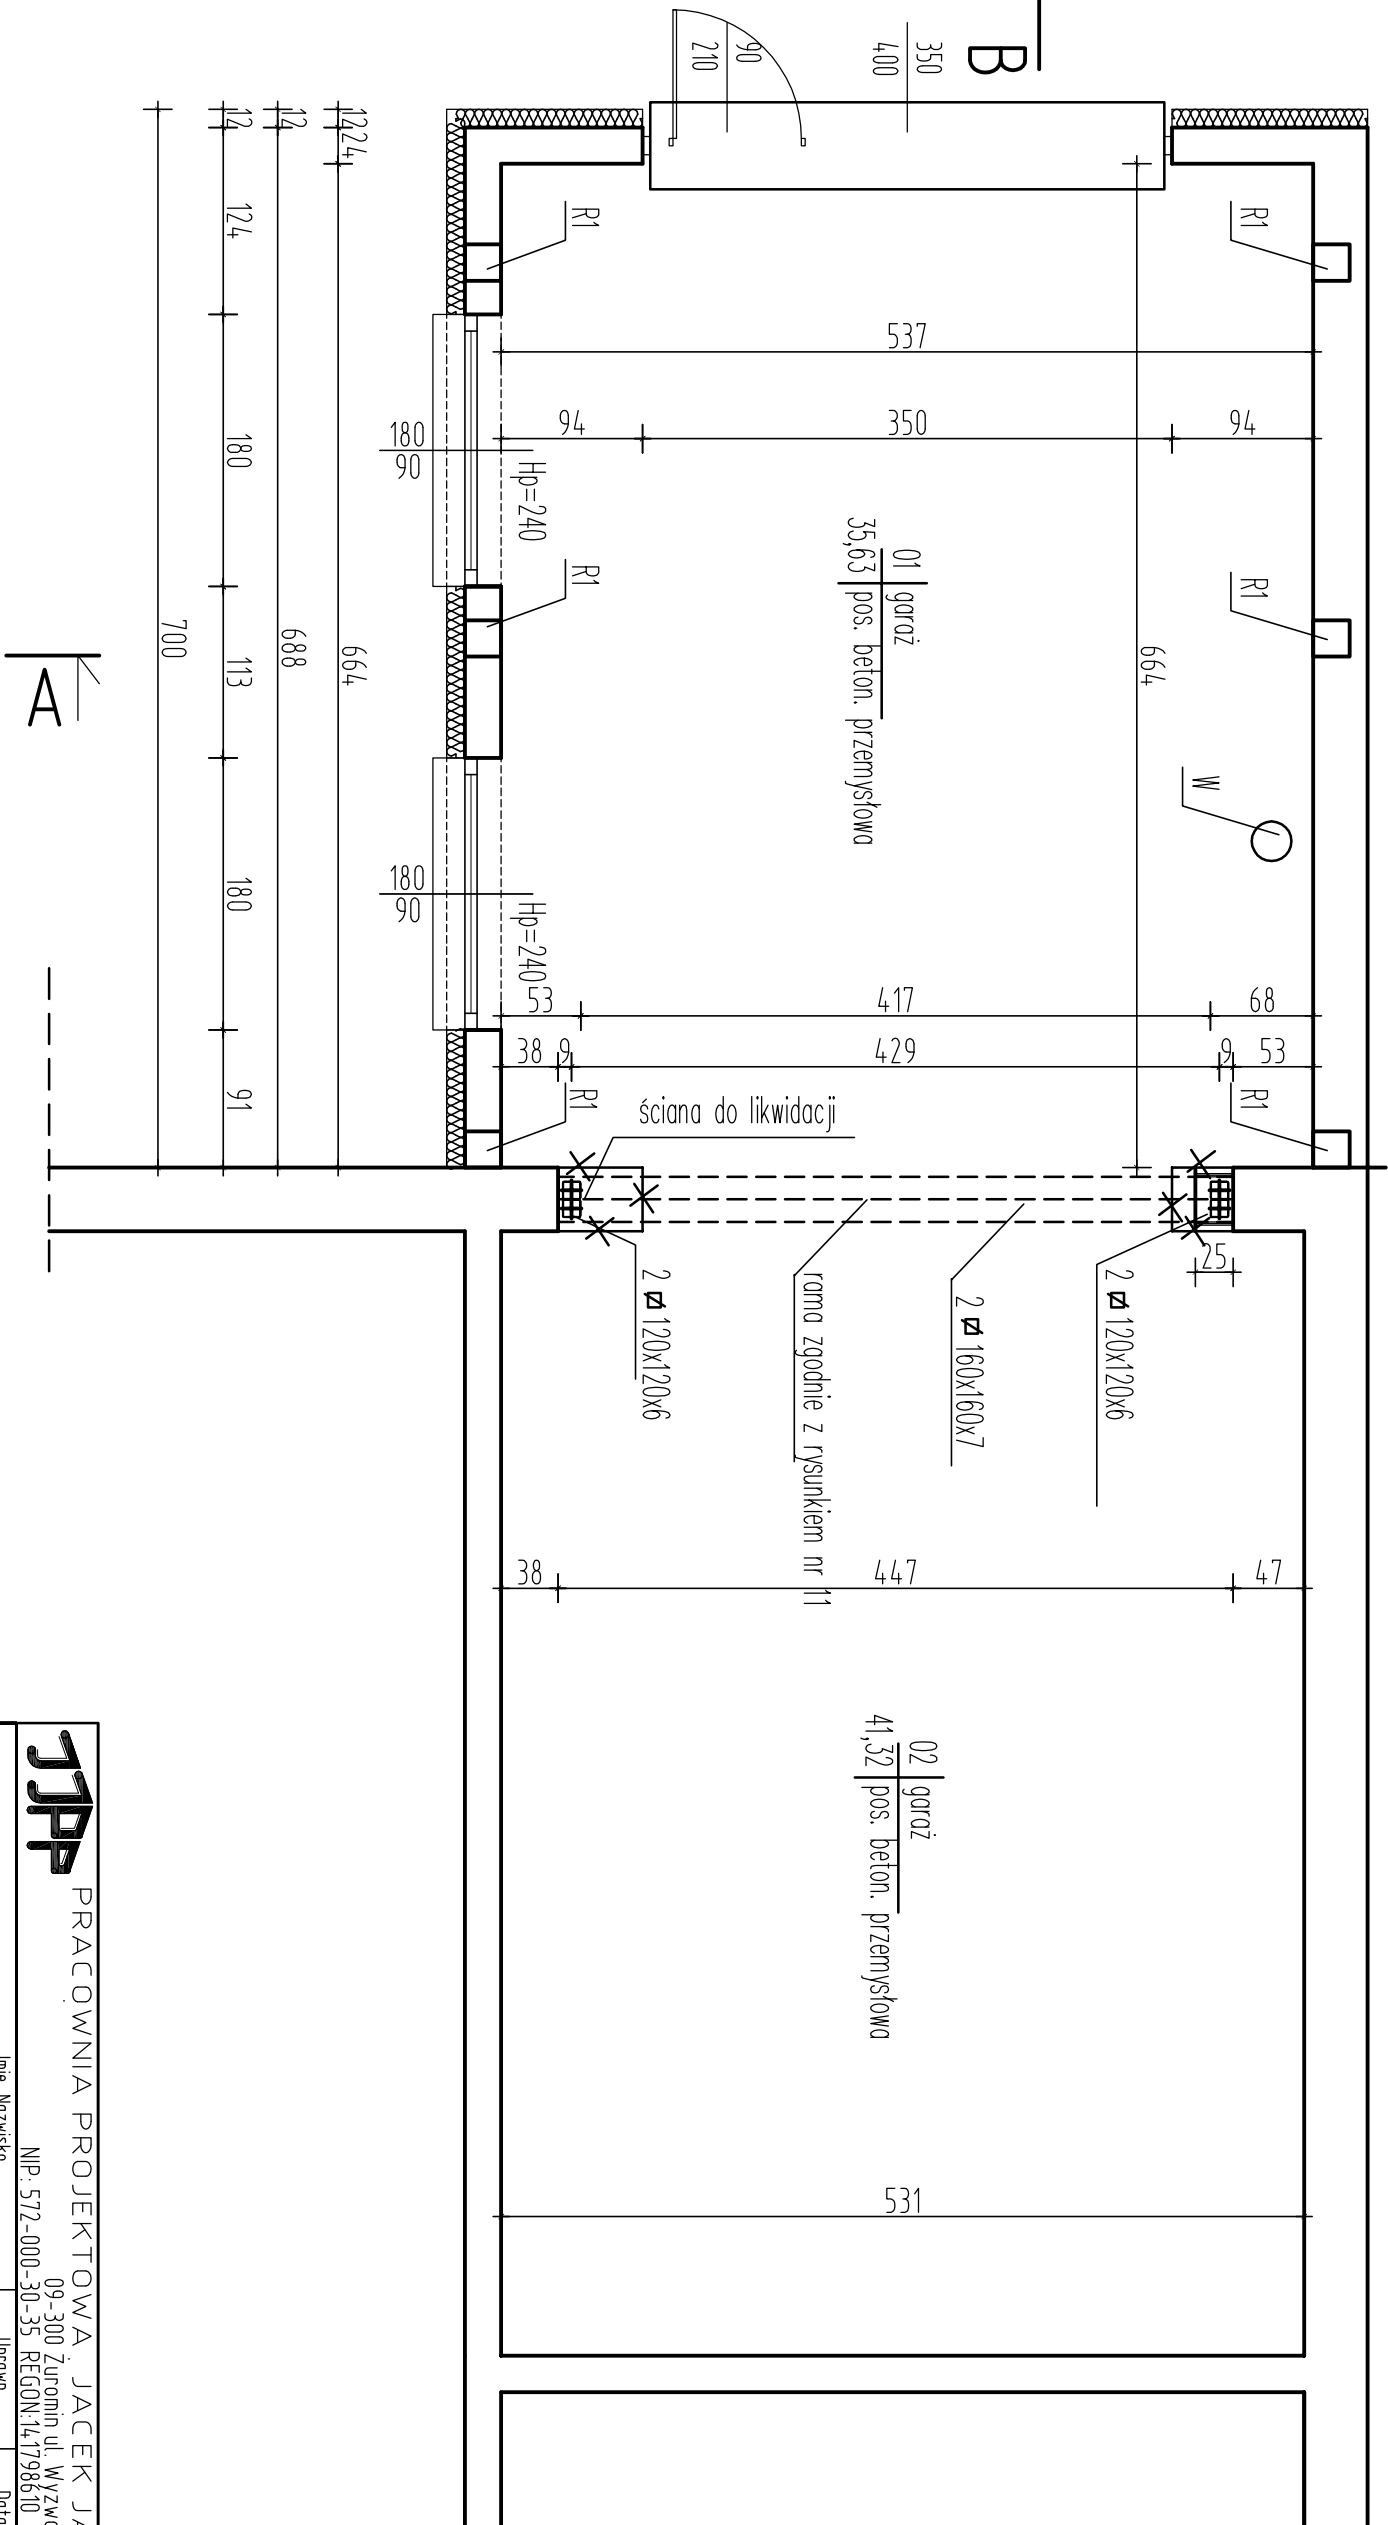 B
350
400
90
210
12
124
180
113
180
91
12
688
12
24
664
700
A
R1
R1
R1
R1
R1
R1
537
94
350
94
180
90
Hp=240
180
90
Hp=240
01 garaż
35,63 pos. beton. przemysłowa
664
W
53
417
68
38
9
429
9
53
ściana do likwidacji
25
2 120x120x6
rama zgodnie z rysunkiem nr 11
2 160x160x7
2 120x120x6
38
447
47
02 garaż
41,32 pos. beton. przemysłowa
531
JJPP
PRACOWNIA PROJEKTOWA JACEK
09-300 Żuromin ul.
NIP: 572-000-30-35 REGON:141798610
Imię Nazwisko